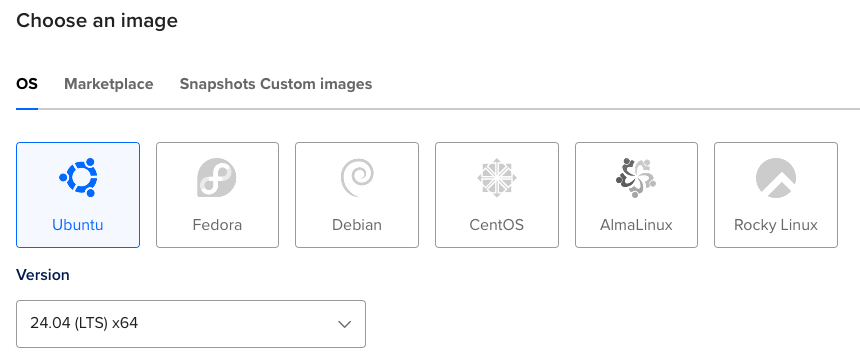 Choose an image
OS Marketplace Snapshots Custom images
Ubuntu Fedora Debian CentOS AlmaLinux Rocky Linux
Version
24.04 (LTS) x64